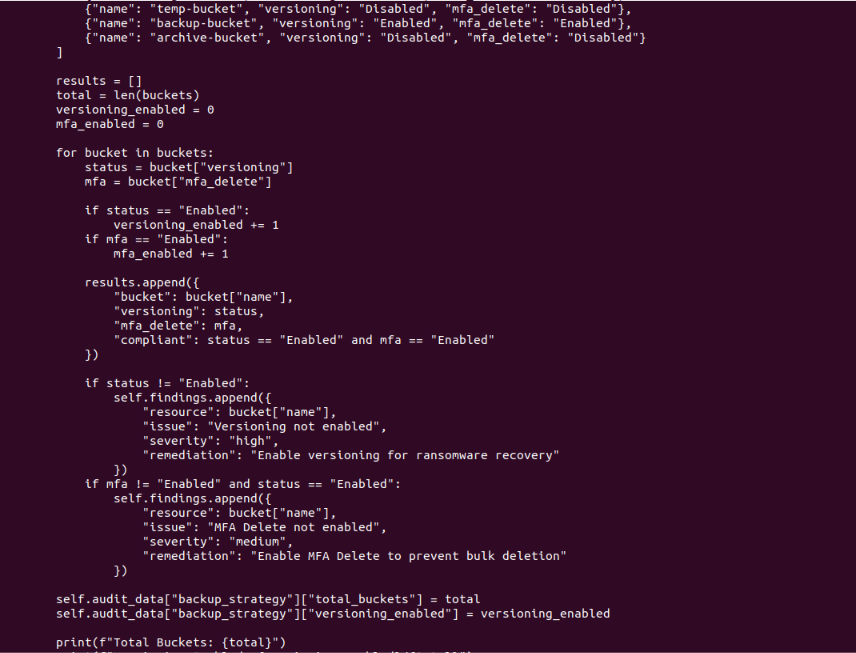 {"name": "temp-bucket", "versioning": "Disabled", "mfa_delete": "Disabled"},
{"name": "backup-bucket", "versioning": "Enabled", "mfa_delete": "Enabled"},
{"name": "archive-bucket", "versioning": "Disabled", "mfa_delete": "Disabled"}
]

results = []
total = len(buckets)
versioning_enabled = 0
mfa_enabled = 0

for bucket in buckets:
    status = bucket["versioning"]
    mfa = bucket["mfa_delete"]

    if status == "Enabled":
        versioning_enabled += 1
    if mfa == "Enabled":
        mfa_enabled += 1

    results.append({
        "bucket": bucket["name"],
        "versioning": status,
        "mfa_delete": mfa,
        "compliant": status == "Enabled" and mfa == "Enabled"
    })

    if status != "Enabled":
        self.findings.append({
            "resource": bucket["name"],
            "issue": "Versioning not enabled",
            "severity": "high",
            "remediation": "Enable versioning for ransomware recovery"
        })
    if mfa != "Enabled" and status == "Enabled":
        self.findings.append({
            "resource": bucket["name"],
            "issue": "MFA Delete not enabled",
            "severity": "medium",
            "remediation": "Enable MFA Delete to prevent bulk deletion"
        })

self.audit_data["backup_strategy"]["total_buckets"] = total
self.audit_data["backup_strategy"]["versioning_enabled"] = versioning_enabled

print(f"Total Buckets: {total}")